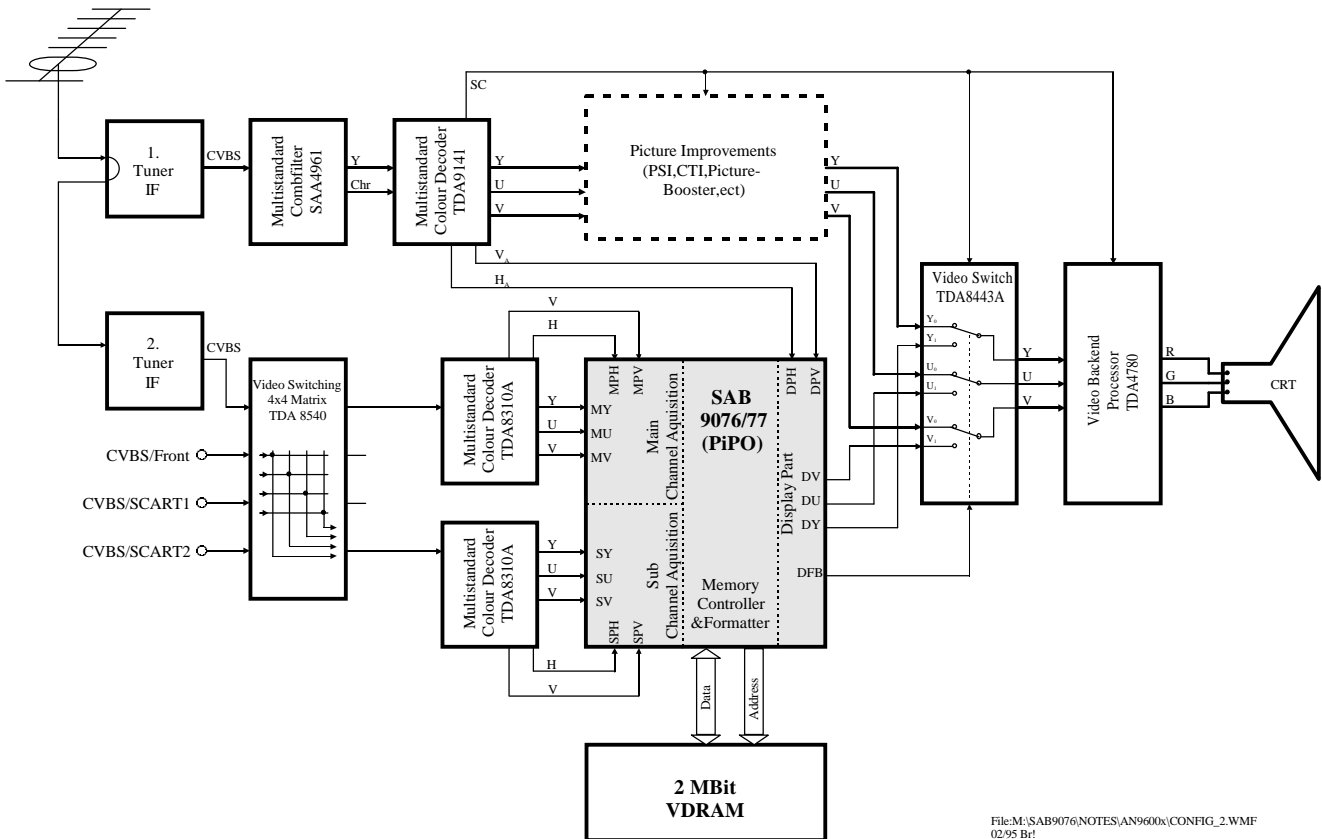 SC
1.
Tuner
IF
CVBS
Multistandard
Combfilter
SAA4961
Y
Chr
Multistandard
Colour Decoder
TDA9141
Y
U
V
Picture Improvements
(PSI,CTI,Picture-
Booster,ect)
Y
U
V
V_A
H_A
2.
Tuner
IF
CVBS
Video Switching
4x4 Matrix
TDA 8540
CVBS/Front
CVBS/SCART1
CVBS/SCART2
V
H
Multistandard
Colour Decoder
TDA8310A
Y
U
V
Multistandard
Colour Decoder
TDA8310A
Y
U
V
H
V
MPH
MPV
MY
MU
MV
Main
Channel Aquisition
SAB
9076/77
(PiPO)
DPH
DPV
Display Part
DV
DU
DY
DFB
SY
SU
SV
SPH
SPV
Sub
Channel Aquisition
Memory
Controller
&Formatter
Data
Address
2 MBit
VDRAM
Video Switch
TDA8443A
Y₀
Y₁
U₀
U₁
V₀
V₁
Y
U
V
Video Backend
Processor
TDA4780
R
G
B
CRT
File:M:\SAB9076\NOTES\AN9600x\CONFIG_2.WMF
02/95 Br!